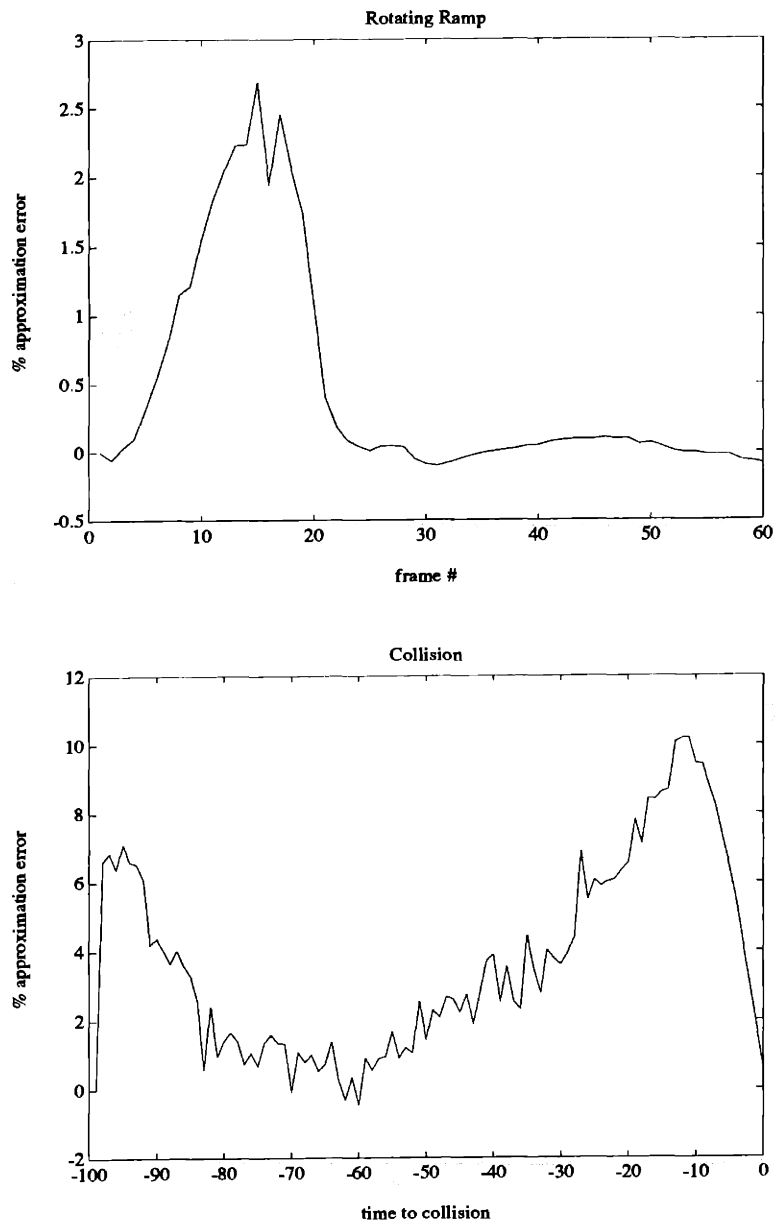 Rotating Ramp
3
2.5
2
1.5
1
0.5
0
-0.5
% approximation error
0 10 20 30 40 50 60
frame #
Collision
12
10
8
6
4
2
0
-2
% approximation error
-100 -90 -80 -70 -60 -50 -40 -30 -20 -10 0
time to collision